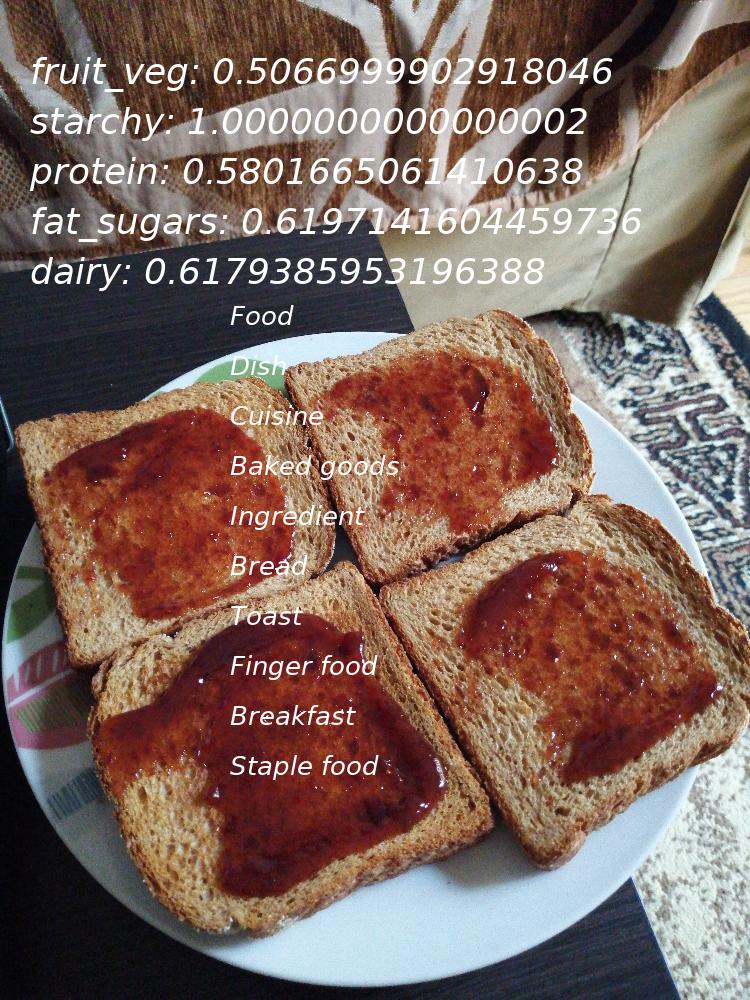 fruit_veg: 0.5066999902918046
starchy: 1.0000000000000002
protein: 0.5801665061410638
fat_sugars: 0.6197141604459736
dairy: 0.6179385953196388
Food
Dish
Cuisine
Baked goods
Ingredient
Bread
Toast
Finger food
Breakfast
Staple food